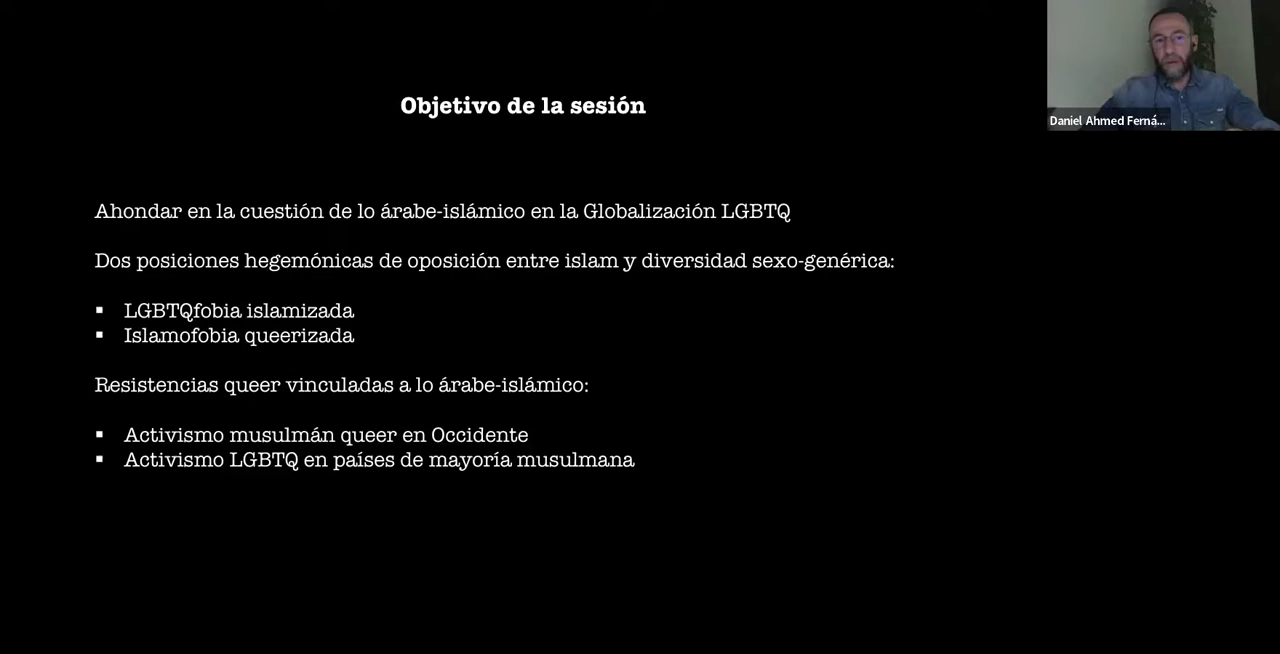 Objetivo de la sesión
Daniel Ahmed Ferná...
Ahondar en la cuestión de lo árabe-islámico en la Globalización LGBTQ
Dos posiciones hegemónicas de oposición entre islam y diversidad sexo-genérica:
▪ LGBTQfobia islamizada
▪ Islamofobia queerizada
Resistencias queer vinculadas a lo árabe-islámico:
▪ Activismo musulmán queer en Occidente
▪ Activismo LGBTQ en países de mayoría musulmana